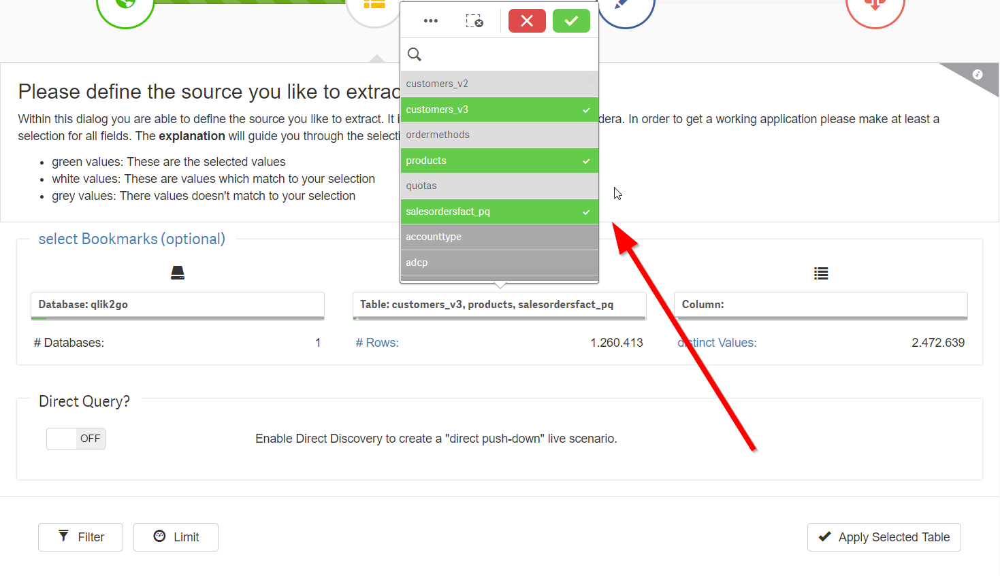 customers_v2
customers_v3
ordermethods
products
quotas
salesordersfact_pq
accounttype
adcp
Please define the source you like to extrac
Within this dialog you are able to define the source you like to extract. It i
dera. In order to get a working application please make at least a
selection for all fields. The explanation will guide you through the selecti
green values: These are the selected values
white values: These are values which match to your selection
grey values: There values doesn't match to your selection
select Bookmarks (optional)
Database: qlik2go
Table: customers_v3, products, salesordersfact_pq
Column:
# Databases: 1
# Rows: 1.260.413
distinct Values: 2.472.639
Direct Query?
OFF
Enable Direct Discovery to create a "direct push-down" live scenario.
Filter
Limit
Apply Selected Table